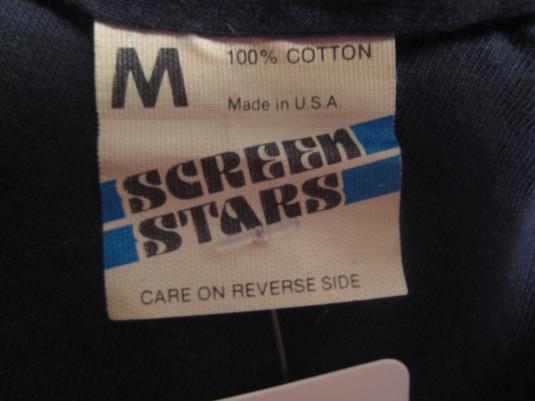 M
100% COTTON
Made in U.S.A.
SCREEN
STARS
CARE ON REVERSE SIDE